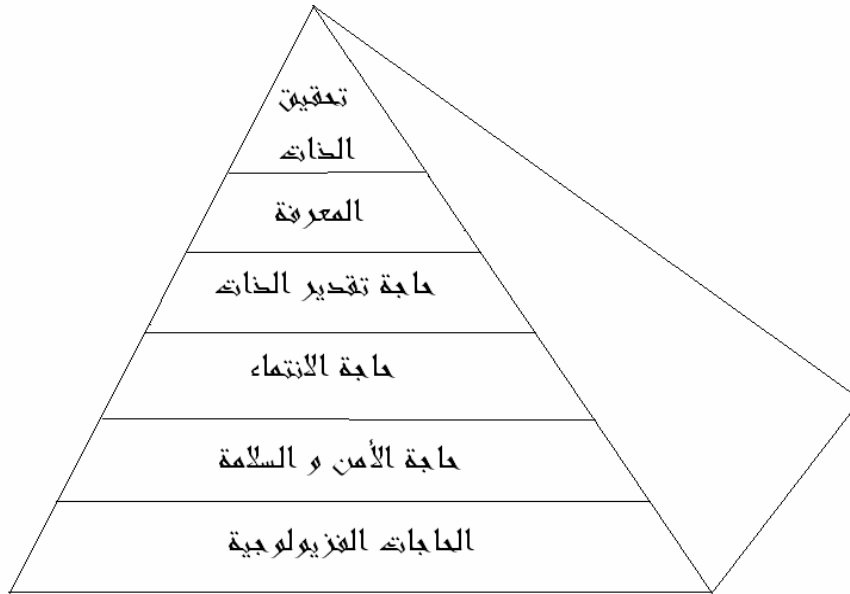 تحقيق
الذات
المعرفة
حاجة تقدير الذات
حاجة الانتماء
حاجة الأمن و السلامة
الحاجات الفزيولوجية